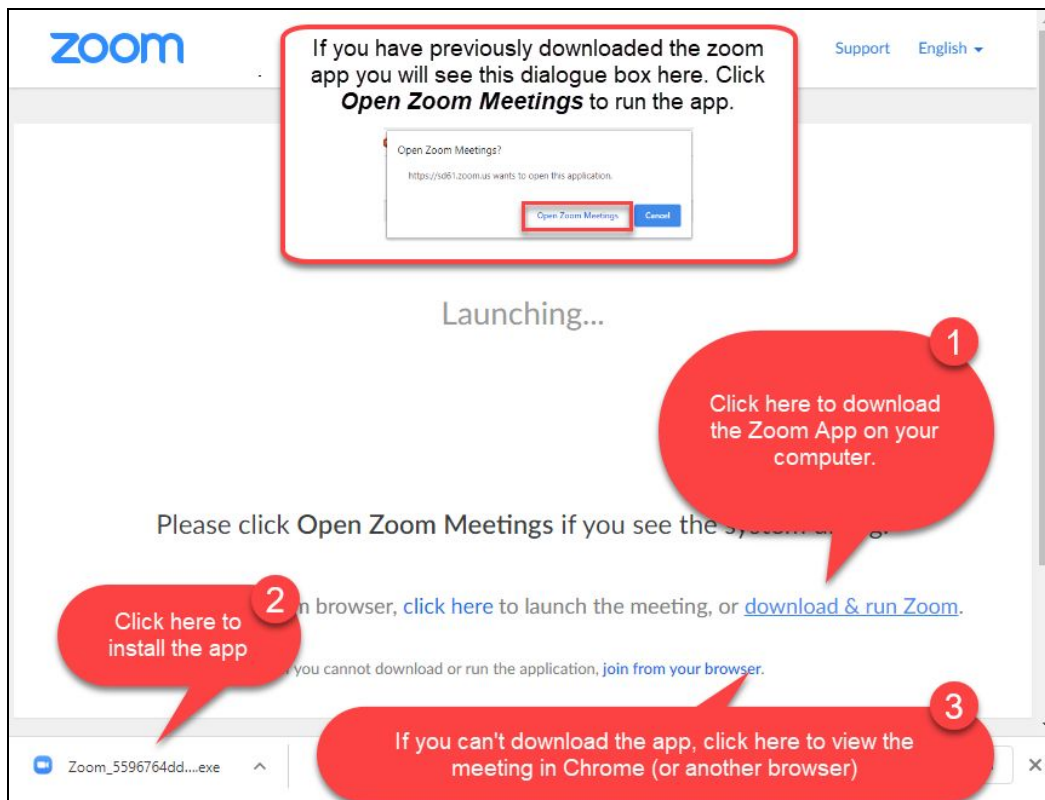 zoom
Support English
If you have previously downloaded the zoom
app you will see this dialogue box here. Click
Open Zoom Meetings to run the app.
Open Zoom Meetings?
https://sd61.zoom.us wants to open this application.
Open Zoom Meetings Cancel
Launching...
1
Click here to download
the Zoom App on your
computer.
Please click Open Zoom Meetings if you see the
2
Click here to
install the app
browser, click here to launch the meeting, or download & run Zoom.
you cannot download or run the application, join from your browser.
3
If you can't download the app, click here to view the
meeting in Chrome (or another browser)
Zoom_5596764dd....exe